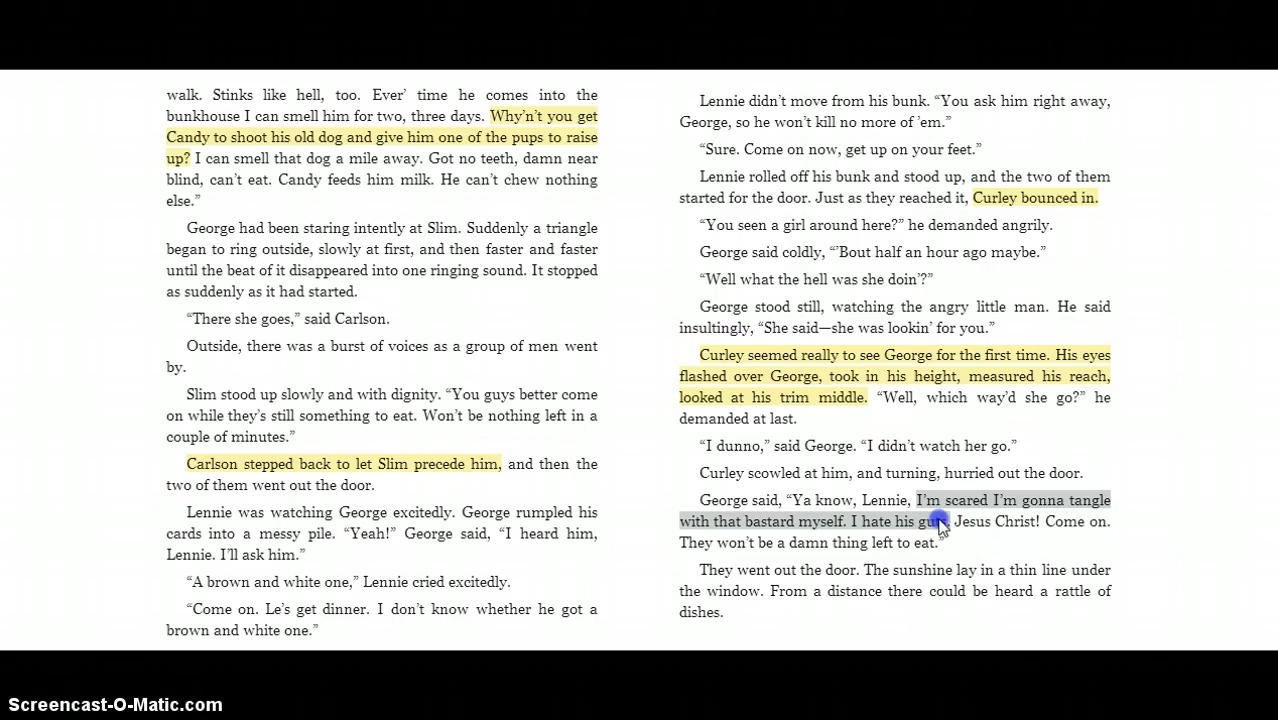 walk. Stinks like hell, too. Ever’ time he comes into the
bunkhouse I can smell him for two, three days. Why’n’t you get
Candy to shoot his old dog and give him one of the pups to raise
up? I can smell that dog a mile away. Got no teeth, damn near
blind, can’t eat. Candy feeds him milk. He can’t chew nothing
else.”
George had been staring intently at Slim. Suddenly a triangle
began to ring outside, slowly at first, and then faster and faster
until the beat of it disappeared into one ringing sound. It stopped
as suddenly as it had started.
“There she goes,” said Carlson.
Outside, there was a burst of voices as a group of men went
by.
Slim stood up slowly and with dignity. “You guys better come
on while they’s still something to eat. Won’t be nothing left in a
couple of minutes.”
Carlson stepped back to let Slim precede him, and then the
two of them went out the door.
Lennie was watching George excitedly. George rumpled his
cards into a messy pile. “Yeah!” George said, “I heard him,
Lennie. I’ll ask him.”
“A brown and white one,” Lennie cried excitedly.
“Come on. Le’s get dinner. I don’t know whether he got a
brown and white one.”
Lennie didn’t move from his bunk. “You ask him right away,
George, so he won’t kill no more of ’em.”
“Sure. Come on now, get up on your feet.”
Lennie rolled off his bunk and stood up, and the two of them
started for the door. Just as they reached it, Curley bounced in.
“You seen a girl around here?” he demanded angrily.
George said coldly, “’Bout half an hour ago maybe.”
“Well what the hell was she doin’?”
George stood still, watching the angry little man. He said
insultingly, “She said—she was lookin’ for you.”
Curley seemed really to see George for the first time. His eyes
flashed over George, took in his height, measured his reach,
looked at his trim middle. “Well, which way’d she go?” he
demanded at last.
“I dunno,” said George. “I didn’t watch her go.”
Curley scowled at him, and turning, hurried out the door.
George said, “Ya know, Lennie, I’m scared I’m gonna tangle
with that bastard myself. I hate his guts. Jesus Christ! Come on.
They won’t be a damn thing left to eat.”
They went out the door. The sunshine lay in a thin line under
the window. From a distance there could be heard a rattle of
dishes.
Screencast-O-Matic.com